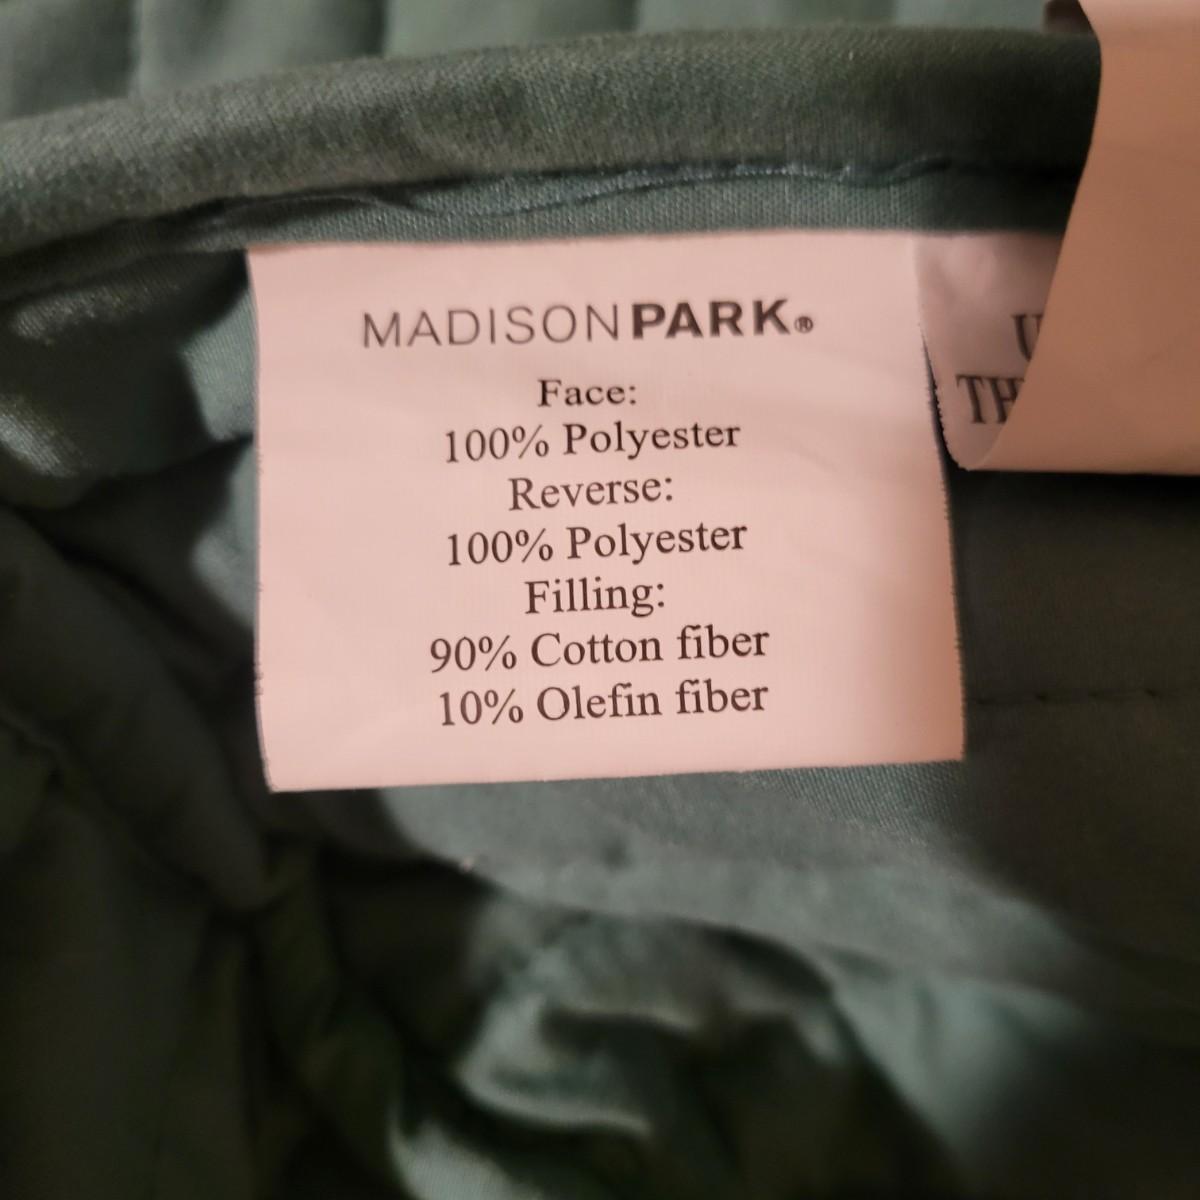 MADISONPARK®
Face:
100% Polyester
Reverse:
100% Polyester
Filling:
90% Cotton fiber
10% Olefin fiber